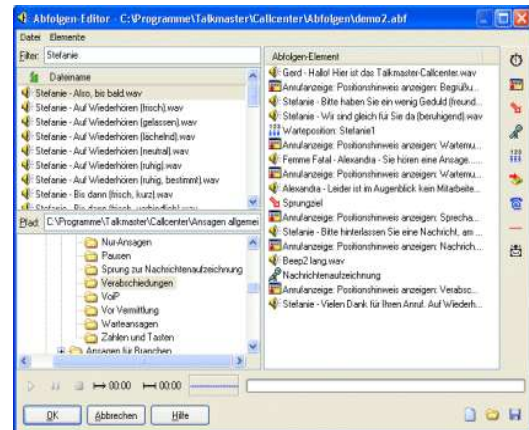 Abfolgen-Editor - C:\Programme\Talkmaster\Callcenter\Abfolgen\demo2.abf
Datei Elemente
Filter: Stefanie
Dateiname
Stefanie - Also, bis bald.wav
Stefanie - Auf Wiederhören (frisch).wav
Stefanie - Auf Wiederhören (gelassen).wav
Stefanie - Auf Wiederhören (lächelnd).wav
Stefanie - Auf Wiederhören (neutral).wav
Stefanie - Auf Wiederhören (ruhig).wav
Stefanie - Auf Wiederhören (ruhig, bestimmt).wav
Stefanie - Bis dann (frisch, kurz).wav
Stefanie - Bis dann (frisch, verbindlich).wav
Pfad: C:\Programme\Talkmaster\Callcenter\Ansagen allgemei
Nur-Ansagen
Pausen
Sprung zur Nachrichtenaufzeichnung
Verabschiedungen
VoIP
Vor Vermittlung
Warteansagen
Zahlen und Tasten
Ansagen für Branchen
Abfolgen-Element
Gerd - Hallo! Hier ist das Talkmaster-Callcenter.wav
Anrufanzeige: Positionshinweis anzeigen: Begrüßu...
Stefanie - Bitte haben Sie ein wenig Geduld (freund...
Stefanie - Wir sind gleich für Sie da (beruhigend).wav
Warteposition: Stefanie1
Anrufanzeige: Positionshinweis anzeigen: Wartemu...
Femme Fatal - Alexandra - Sie hören eine Ansage.....
Anrufanzeige: Positionshinweis anzeigen: Wartemu...
Alexandra - Leider ist im Augenblick kein Mitarbeite...
Sprungziel
Anrufanzeige: Positionshinweis anzeigen: Sprecha...
Stefanie - Bitte hinterlassen Sie eine Nachricht, am ...
Anrufanzeige: Positionshinweis anzeigen: Nachrich...
Beep2 lang.wav
Nachrichtenaufzeichnung
Anrufanzeige: Positionshinweis anzeigen: Verabsc...
Stefanie - Vielen Dank für Ihren Anruf. Auf Wiederh...
00:00 00:00
OK Abbrechen Hilfe